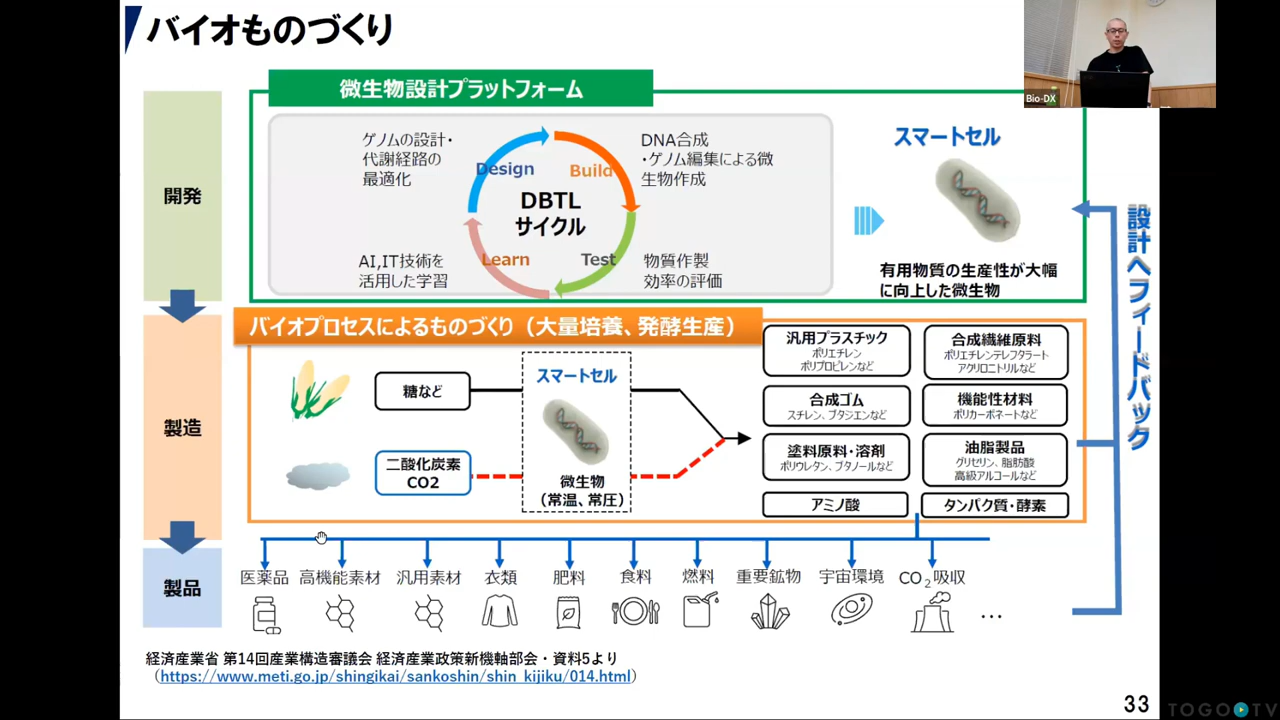 バイオものづくり
Bio-DX
微生物設計プラットフォーム
開発
ゲノムの設計・
代謝経路の
最適化
DNA合成
・ゲノム編集による微
生物作成
Design
Build
DBTL
サイクル
Learn
Test
AI,IT技術を
活用した学習
物質作製
効率の評価
スマートセル
有用物質の生産性が大幅
に向上した微生物
設計へフィードバック
バイオプロセスによるものづくり（大量培養、発酵生産）
製造
糖など
二酸化炭素
CO2
スマートセル
微生物
（常温、常圧）
汎用プラスチック
ポリエチレン
ポリプロピレンなど
合成繊維原料
ポリエチレンテレフタラート
アクリロニトリルなど
合成ゴム
スチレン、ブタジエンなど
機能性材料
ポリカーボネートなど
塗料原料・溶剤
ポリウレタン、ブタノールなど
油脂製品
グリセリン、脂肪酸
高級アルコールなど
アミノ酸
タンパク質・酵素
製品
医薬品
高機能素材
汎用素材
衣類
肥料
食料
燃料
重要鉱物
宇宙環境
CO2吸収
…
経済産業省 第14回産業構造審議会 経済産業政策新機軸部会・資料5より
（https://www.meti.go.jp/shingikai/sankoshin/shin_kijiku/014.html）
33
TOGOTV